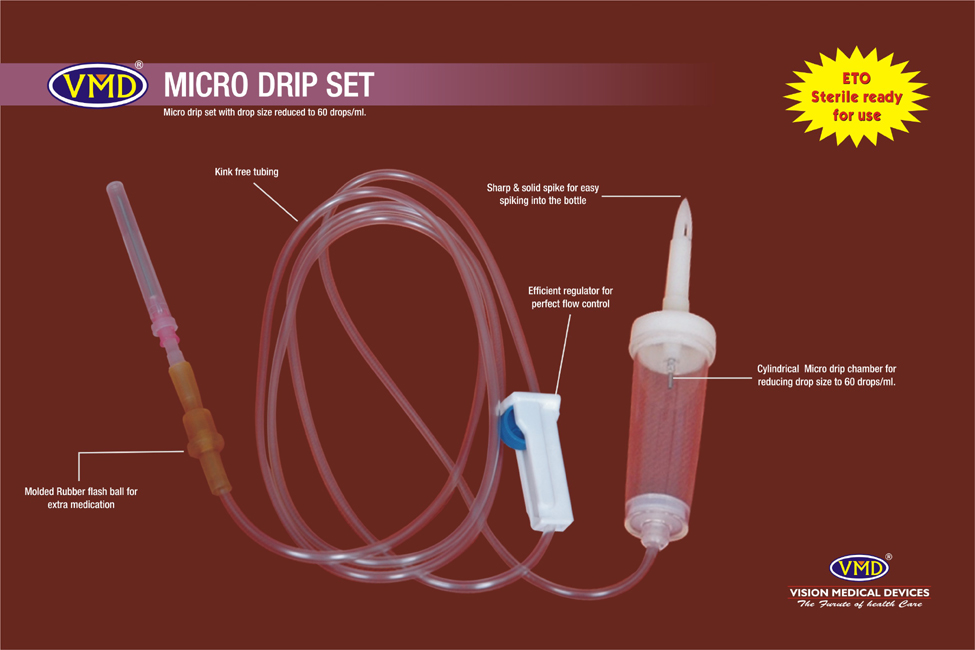 VMD®
MICRO DRIP SET
Micro drip set with drop size reduced to 60 drops/ml.
ETO
Sterile ready
for use
Kink free tubing
Sharp & solid spike for easy
spiking into the bottle
Efficient regulator for
perfect flow control
Cylindrical Micro drip chamber for
reducing drop size to 60 drops/ml.
Molded Rubber flash ball for
extra medication
VMD®
VISION MEDICAL DEVICES
The Furute of health Care